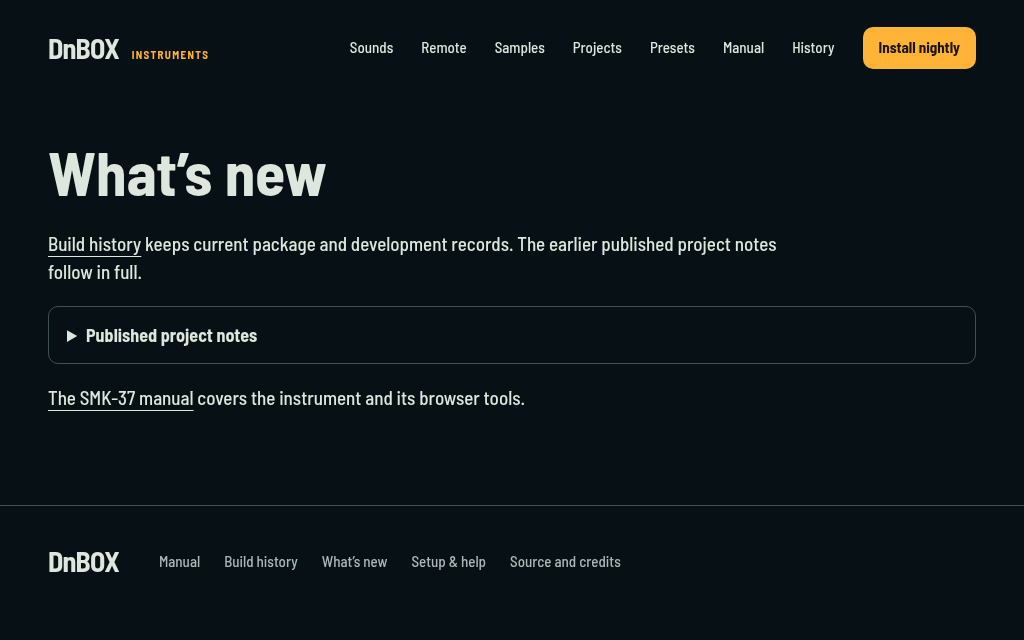 DnBOX INSTRUMENTS
Sounds Remote Samples Projects Presets Manual History Install nightly
What’s new
Build history keeps current package and development records. The earlier published project notes
follow in full.
Published project notes
The SMK-37 manual covers the instrument and its browser tools.
DnBOX Manual Build history What’s new Setup & help Source and credits